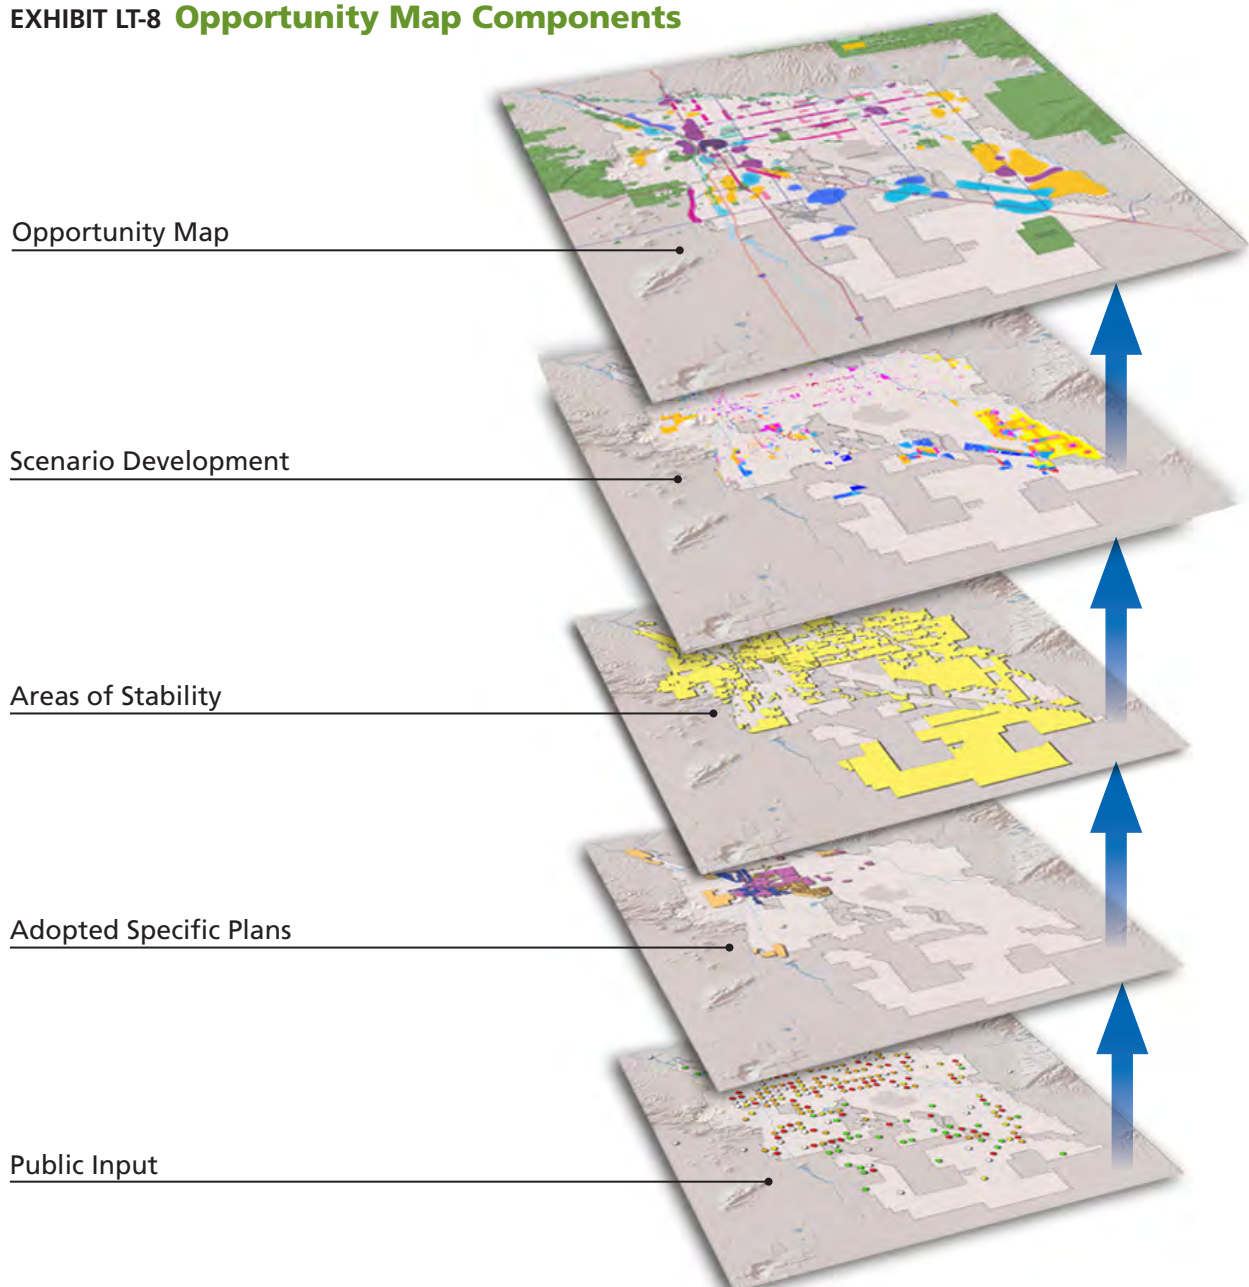 EXHIBIT LT-8 Opportunity Map Components
Opportunity Map
Scenario Development
Areas of Stability
Adopted Specific Plans
Public Input